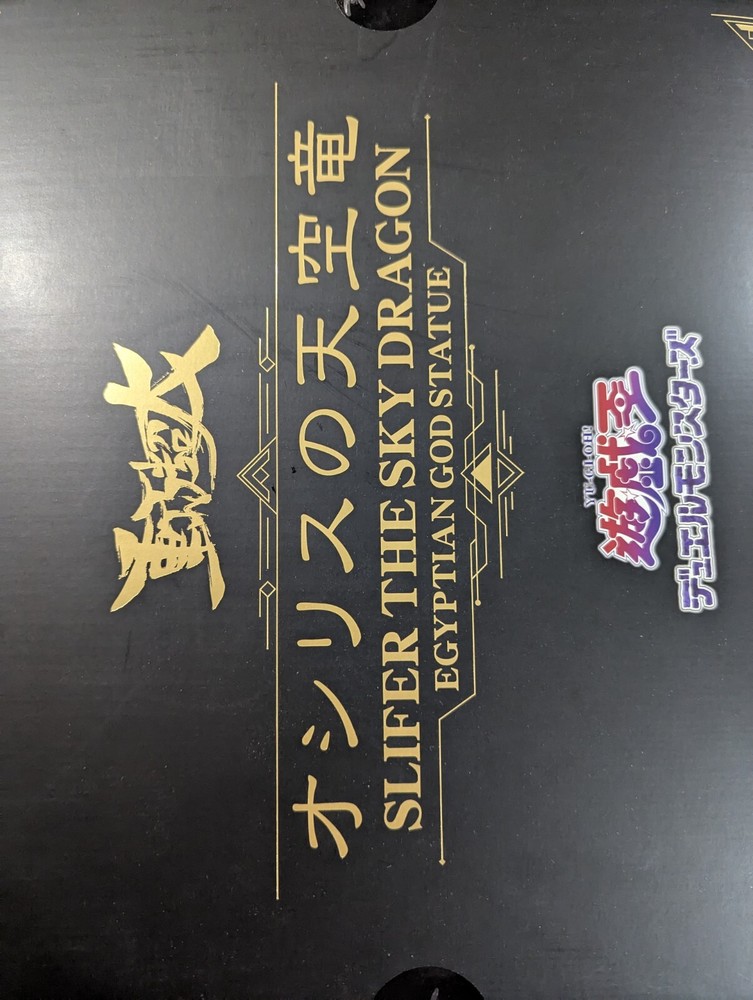 オシリスの天空竜
SLIFER THE SKY DRAGON
EGYPTIAN GOD STATUE
YU-GI-OH!
遊戯王
デュエルモンスターズ